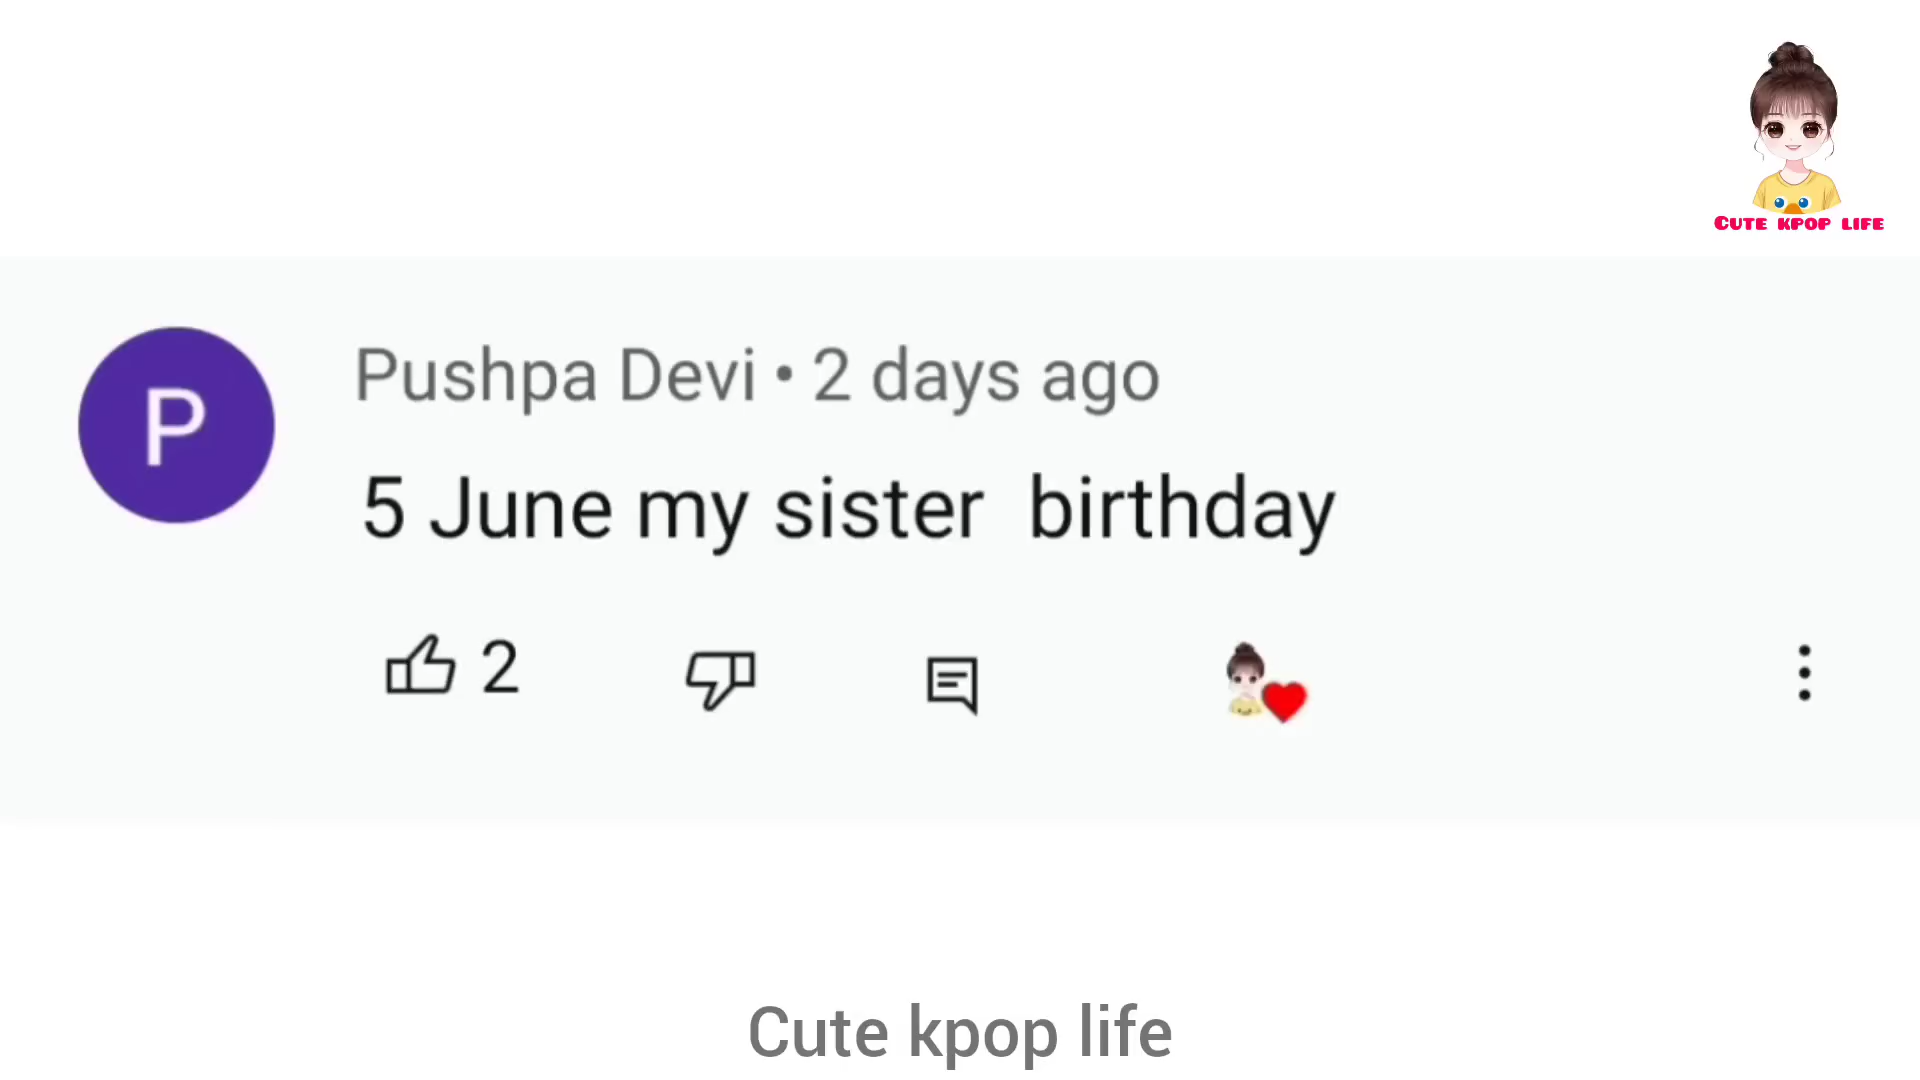 Cute kpop life
P
Pushpa Devi • 2 days ago
5 June my sister  birthday
2
Cute kpop life